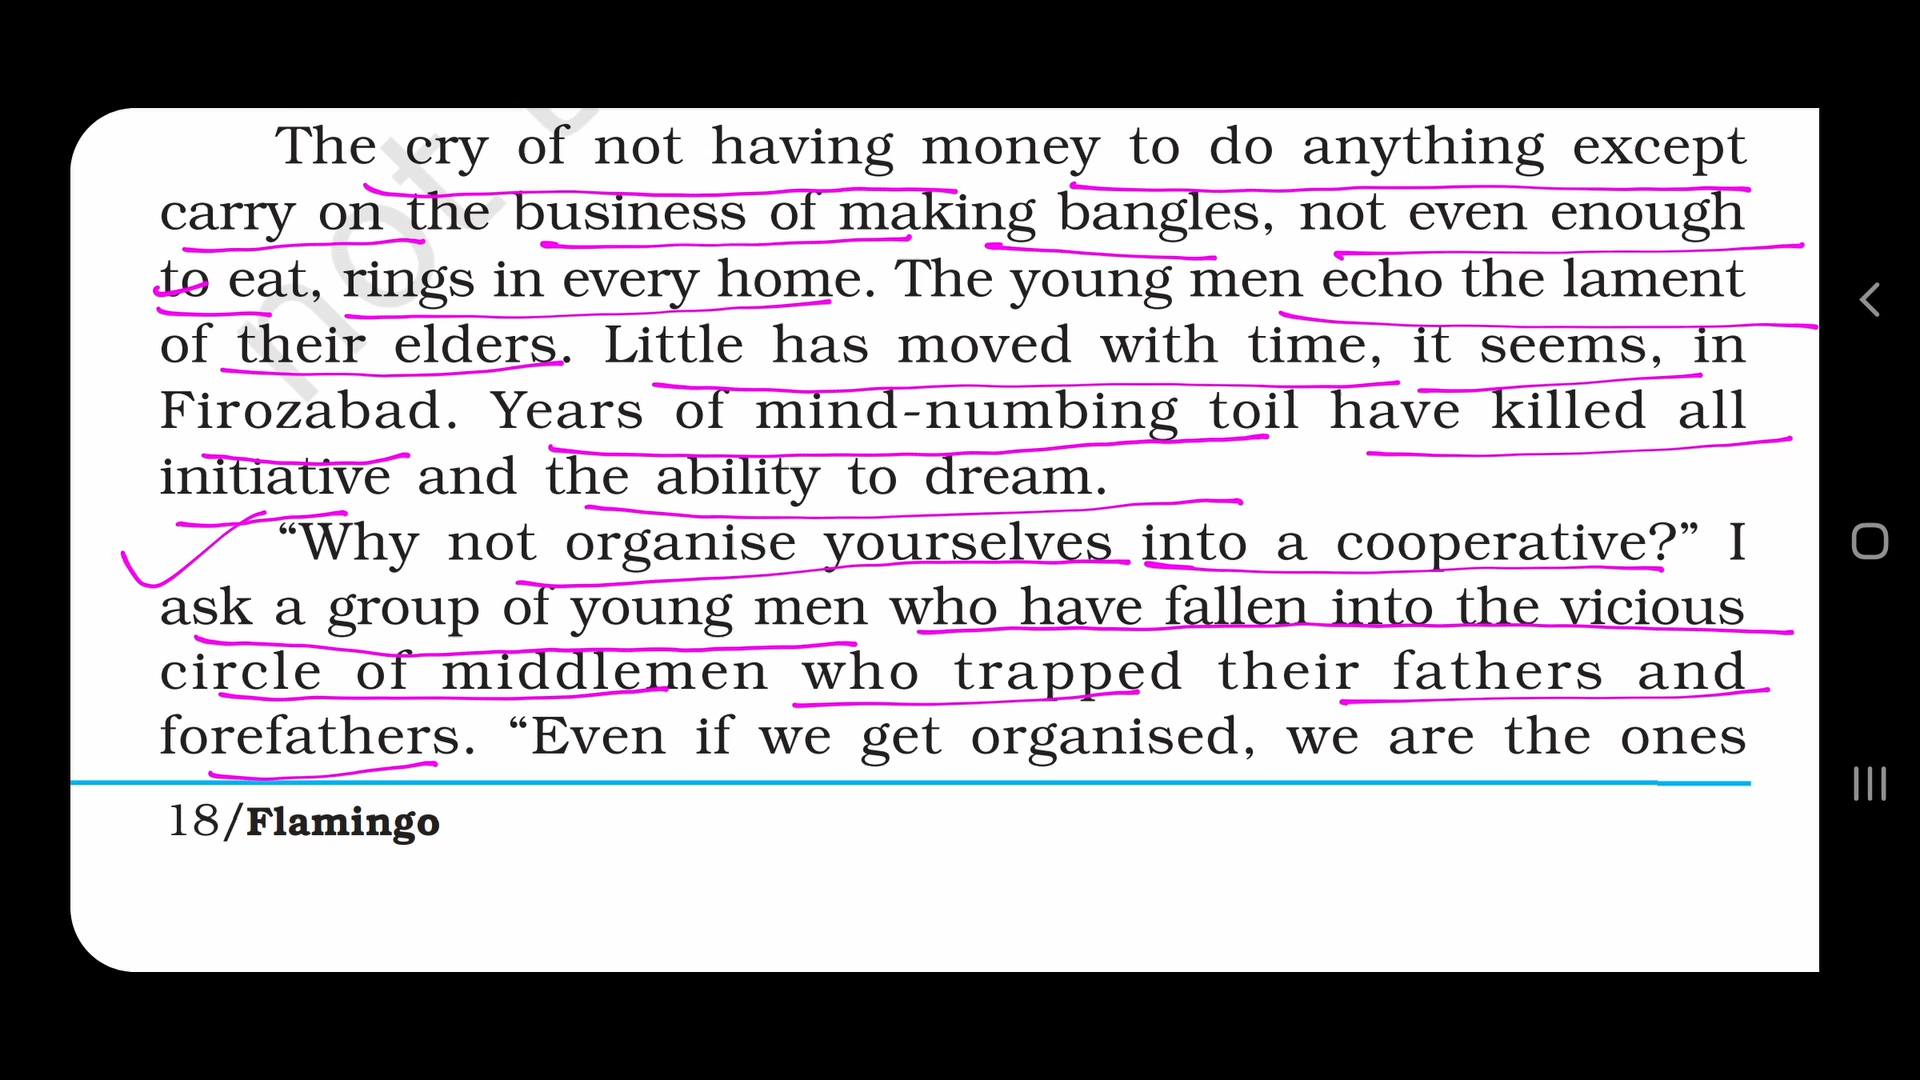 The cry of not having money to do anything except
carry on the business of making bangles, not even enough
to eat, rings in every home. The young men echo the lament
of their elders. Little has moved with time, it seems, in
Firozabad. Years of mind-numbing toil have killed all
initiative and the ability to dream.
“Why not organise yourselves into a cooperative?” I
ask a group of young men who have fallen into the vicious
circle of middlemen who trapped their fathers and
forefathers. “Even if we get organised, we are the ones
18/Flamingo
not